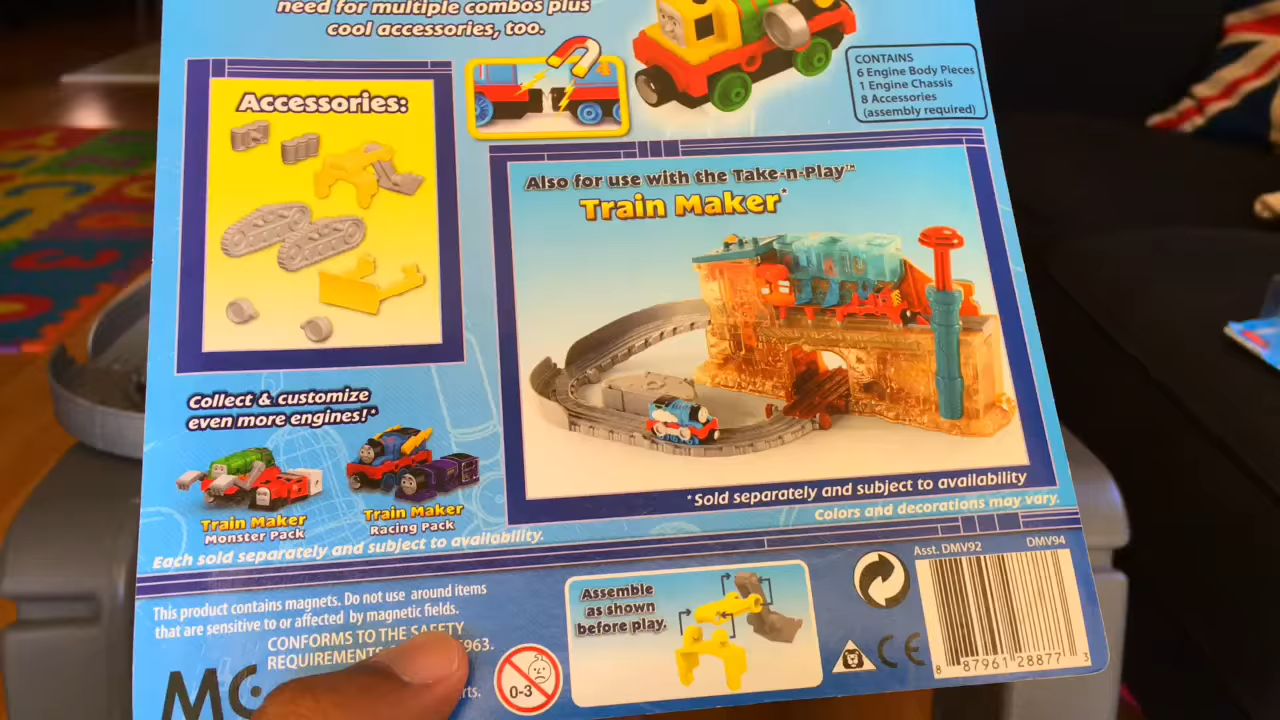 need for multiple combos plus
cool accessories, too.
4
CONTAINS
6 Engine Body Pieces
1 Engine Chassis
8 Accessories
(assembly required)
Accessories:
Also for use with the Take-n-Play™
Train Maker*
Collect & customize
even more engines!*
Train Maker
Monster Pack
Train Maker
Racing Pack
*Sold separately and subject to availability
Colors and decorations may vary.
Each sold separately and subject to availability.
This product contains magnets. Do not use around items
that are sensitive to or affected by magnetic fields.
CONFORMS TO THE SAFETY
REQUIREMENTS
963.
rts.
0-3
Assemble
as shown
before play.
Asst. DMV92 DMV94
CE
8 87961 28877 3